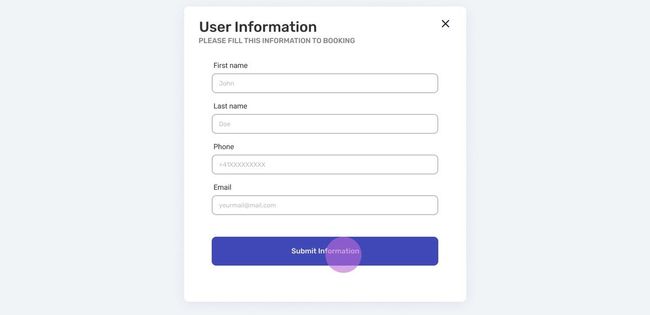 User Information
PLEASE FILL THIS INFORMATION TO BOOKING
First name
John
Last name
Doe
Phone
+41XXXXXXXXX
Email
yourmail@mail.com
Submit Information